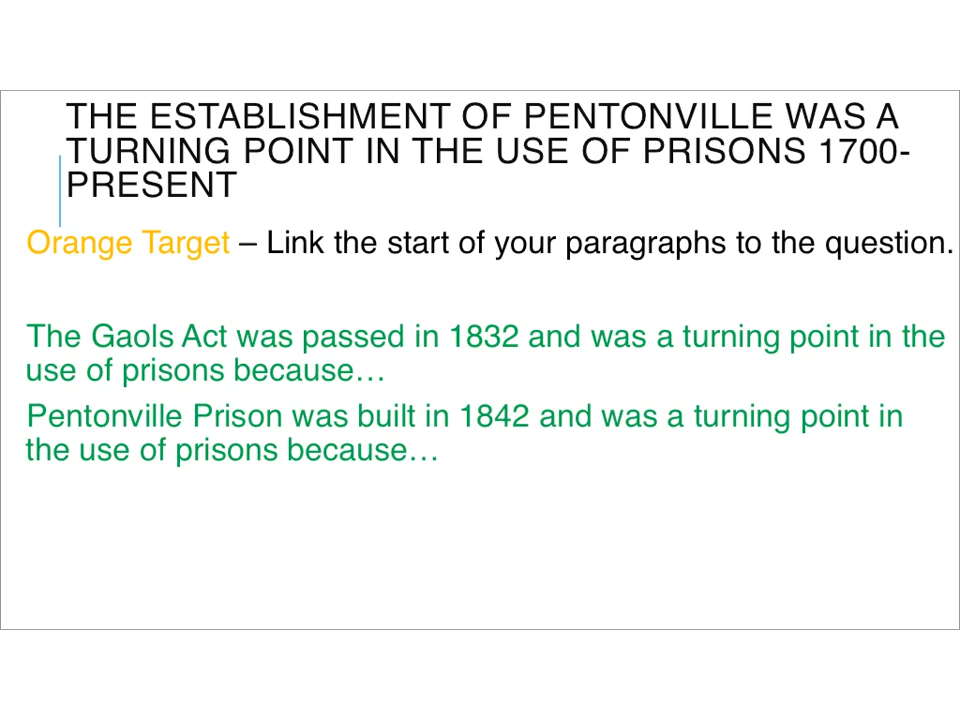 THE ESTABLISHMENT OF PENTONVILLE WAS A
TURNING POINT IN THE USE OF PRISONS 1700-
PRESENT
Orange Target – Link the start of your paragraphs to the question.
The Gaols Act was passed in 1832 and was a turning point in the
use of prisons because…
Pentonville Prison was built in 1842 and was a turning point in
the use of prisons because…